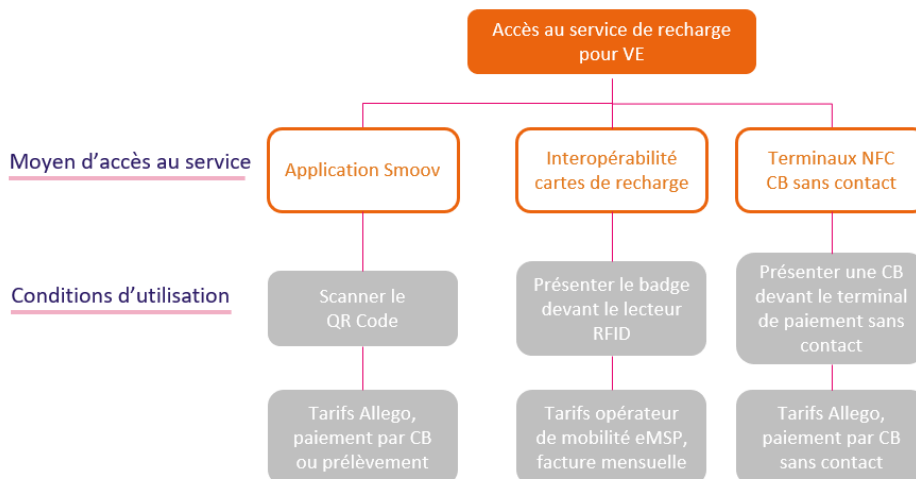 Accès au service de recharge
pour VE
Moyen d'accès au service
Application Smoov
Interopérabilité
cartes de recharge
Terminaux NFC
CB sans contact
Conditions d'utilisation
Scanner le
QR Code
Présenter le badge
devant le lecteur
RFID
Présenter une CB
devant le terminal
de paiement sans
contact
Tarifs Allego,
paiement par CB
ou prélèvement
Tarifs opérateur
de mobilité eMSP,
facture mensuelle
Tarifs Allego,
paiement par CB
sans contact